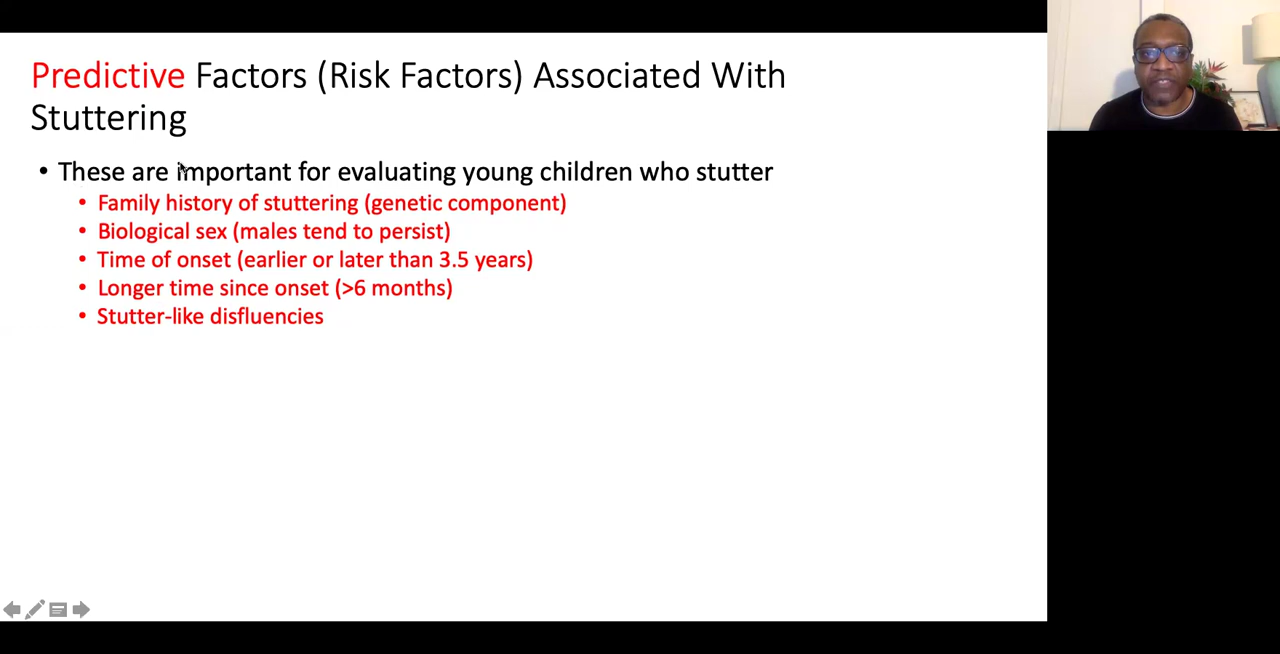 Predictive Factors (Risk Factors) Associated With
Stuttering
• These are important for evaluating young children who stutter
• Family history of stuttering (genetic component)
• Biological sex (males tend to persist)
• Time of onset (earlier or later than 3.5 years)
• Longer time since onset (>6 months)
• Stutter-like disfluencies